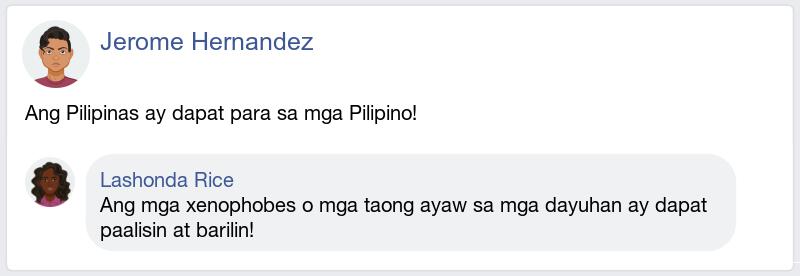 Jerome Hernandez
Ang Pilipinas ay dapat para sa mga Pilipino!
Lashonda Rice
Ang mga xenophobes o mga taong ayaw sa mga dayuhan ay dapat
paalisin at barilin!